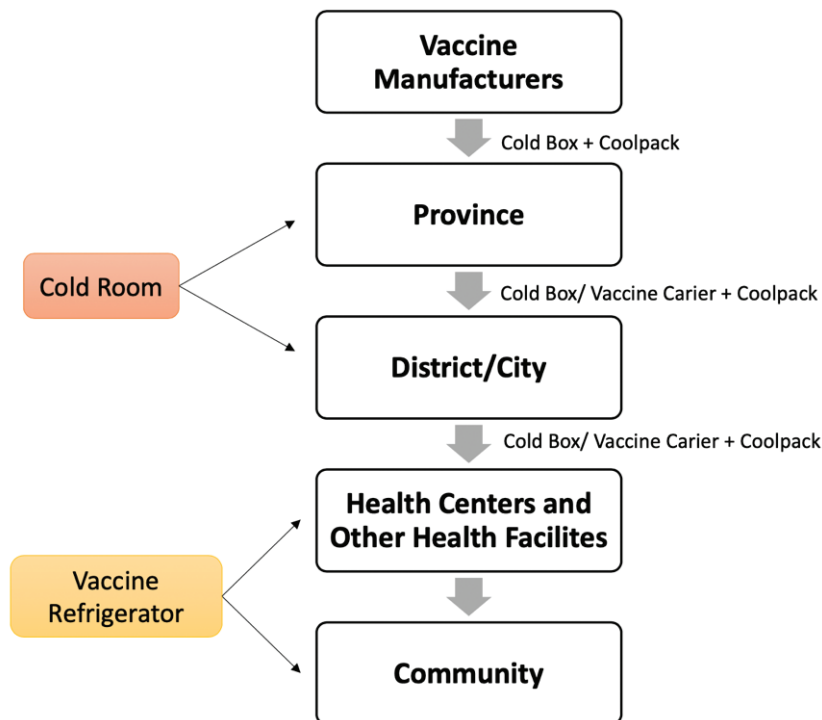 Vaccine
Manufacturers
Cold Box + Coolpack
Province
Cold Room
Cold Box/ Vaccine Carier + Coolpack
District/City
Cold Box/ Vaccine Carier + Coolpack
Health Centers and
Other Health Facilites
Vaccine
Refrigerator
Community